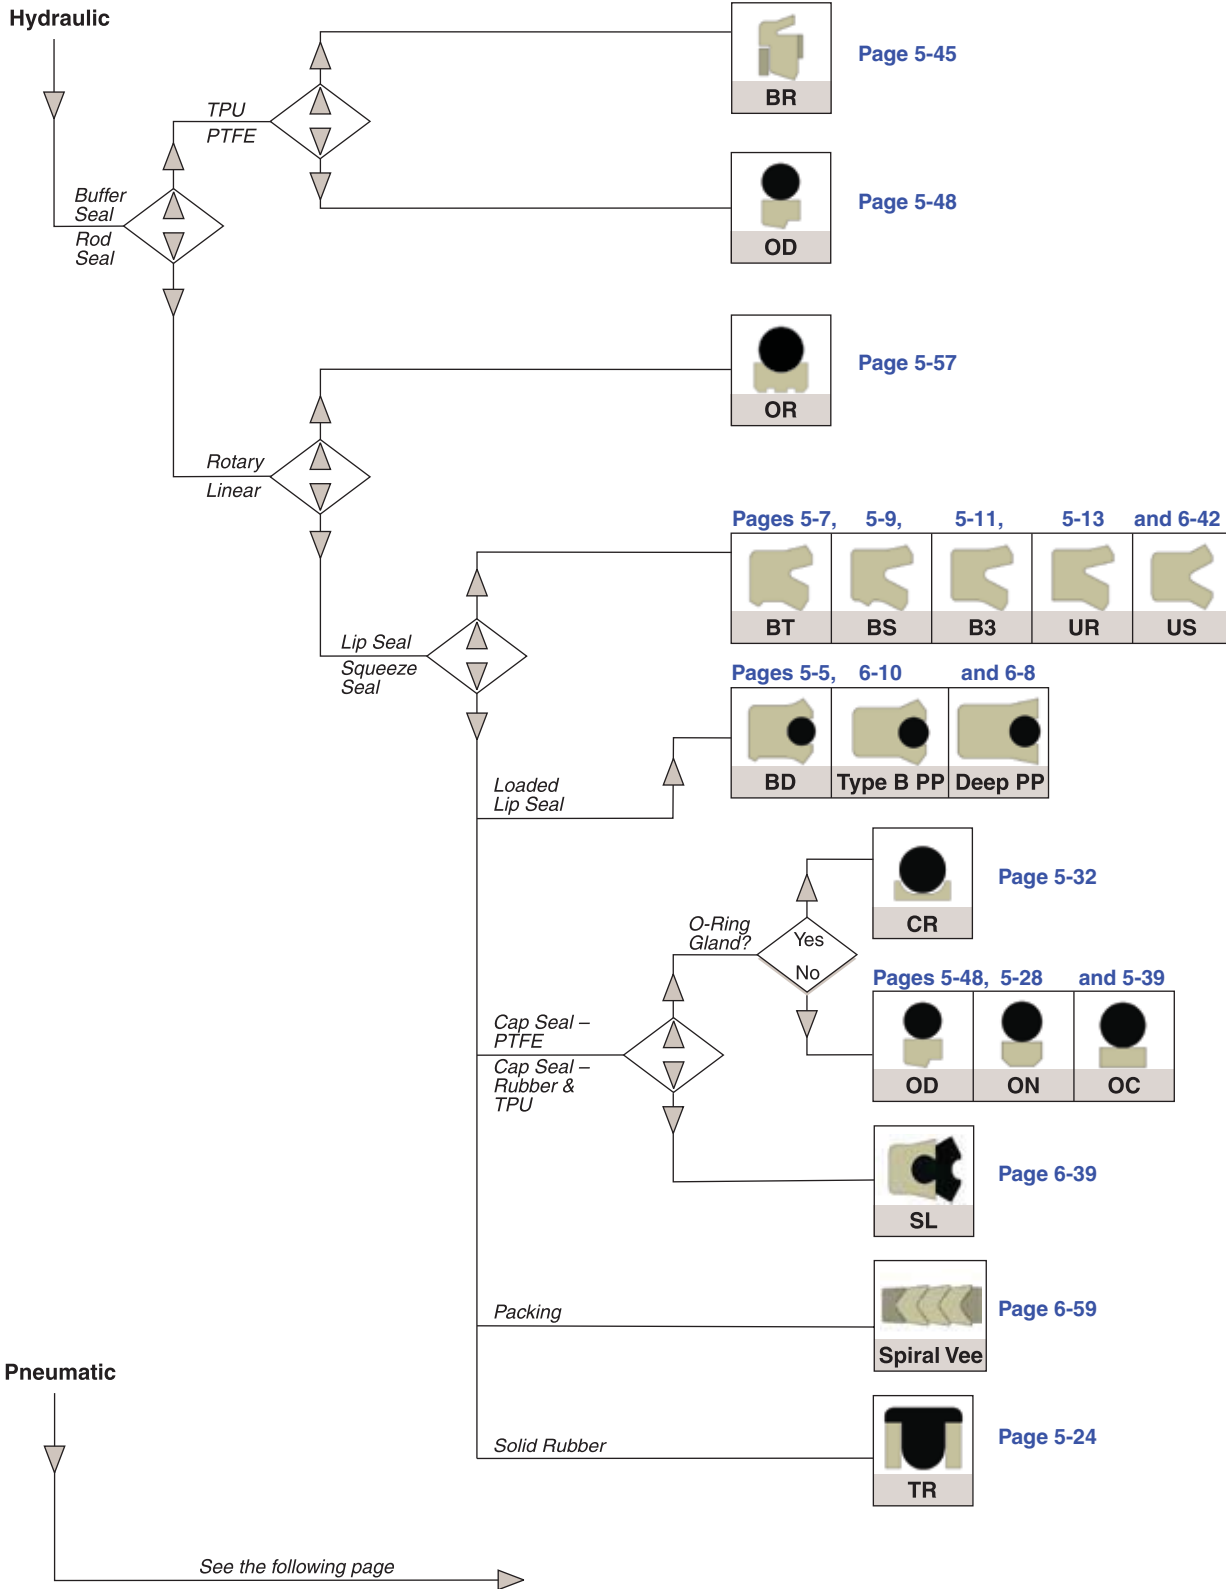 Hydraulic
BR
Page 5-45
TPU
PTFE
Buffer
Seal
Rod
Seal
OD
Page 5-48
OR
Page 5-57
Rotary
Linear
Pages 5-7, 5-9, 5-11, 5-13 and 6-42
BT BS B3 UR US
Lip Seal
Squeeze
Seal
Pages 5-5, 6-10 and 6-8
BD Type B PP Deep PP
Loaded
Lip Seal
CR
Page 5-32
O-Ring
Gland?
Yes
No
Pages 5-48, 5-28 and 5-39
OD ON OC
Cap Seal –
PTFE
Cap Seal –
Rubber &
TPU
SL
Page 6-39
Packing
Spiral Vee
Page 6-59
Solid Rubber
TR
Page 5-24
Pneumatic
See the following page